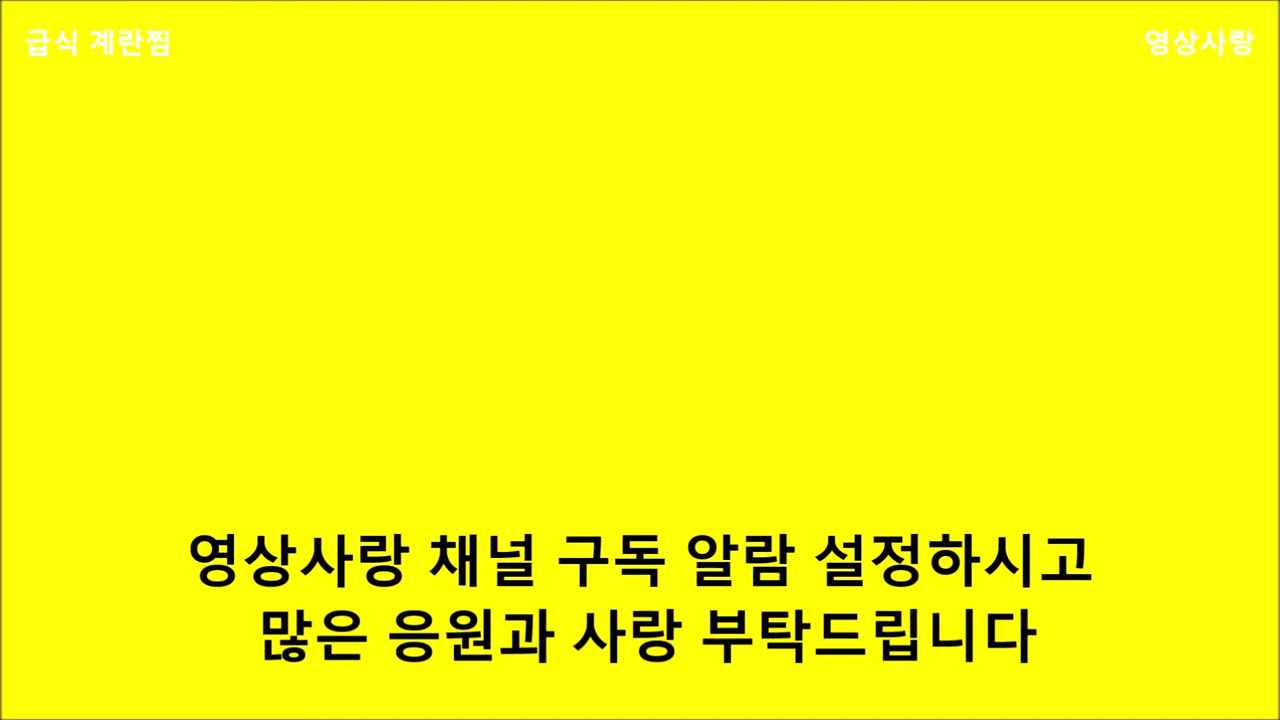 급식 계란찜
영상사랑
영상사랑 채널 구독 알람 설정하시고
많은 응원과 사랑 부탁드립니다